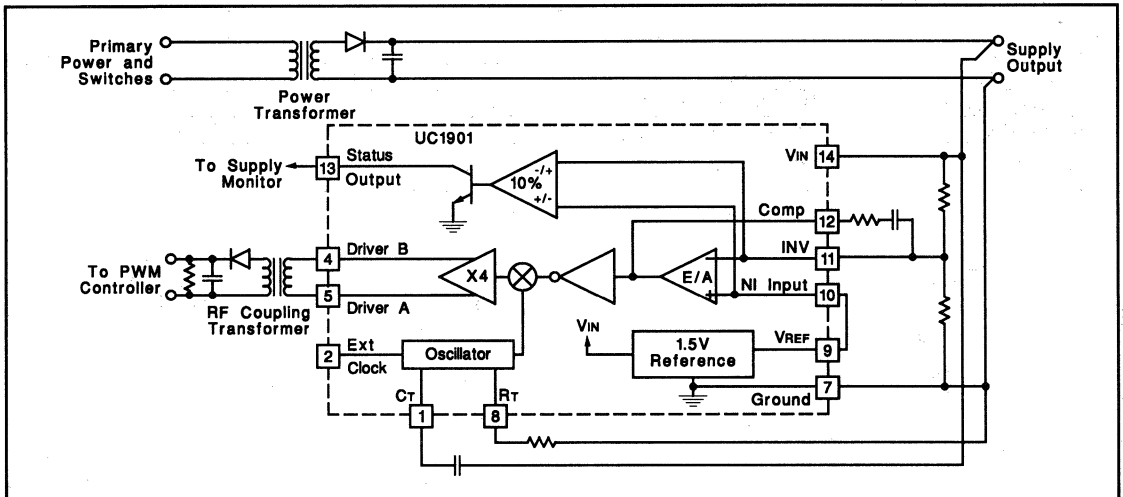 Primary
Power and
Switches
Power
Transformer
Supply
Output
UC1901
To Supply
Monitor
13
Status
Output
10%
-/+
+/-
VIN
14
Comp
12
INV
11
NI Input
10
VREF
9
Ground
7
To PWM
Controller
RF Coupling
Transformer
4
Driver B
5
Driver A
X4
E/A
+
VIN
1.5V
Reference
2
Ext
Clock
Oscillator
CT
1
RT
8